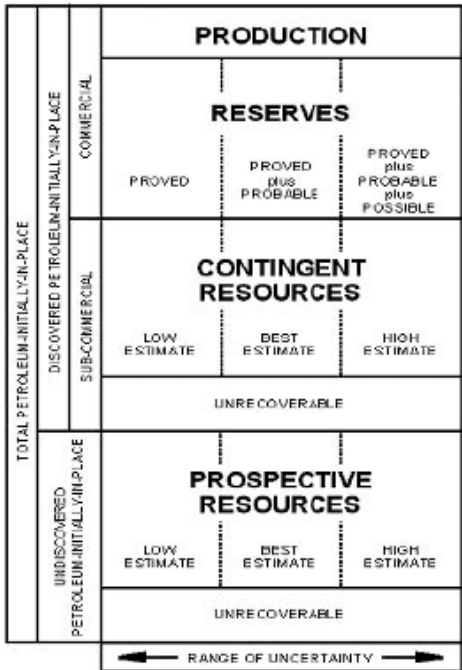 TOTAL PETROLEUM-INITIALLY-IN-PLACE
DISCOVERED PETROLEUM-INITIALLY-IN-PLACE
COMMERCIAL
PRODUCTION
RESERVES
PROVED
PROVED
plus
PROBABLE
PROVED
plus
PROBABLE
plus
POSSIBLE
SUB-COMMERCIAL
CONTINGENT
RESOURCES
LOW
ESTIMATE
BEST
ESTIMATE
HIGH
ESTIMATE
UNRECOVERABLE
UNDISCOVERED
PETROLEUM-INITIALLY-IN-PLACE
PROSPECTIVE
RESOURCES
LOW
ESTIMATE
BEST
ESTIMATE
HIGH
ESTIMATE
UNRECOVERABLE
RANGE OF UNCERTAINTY